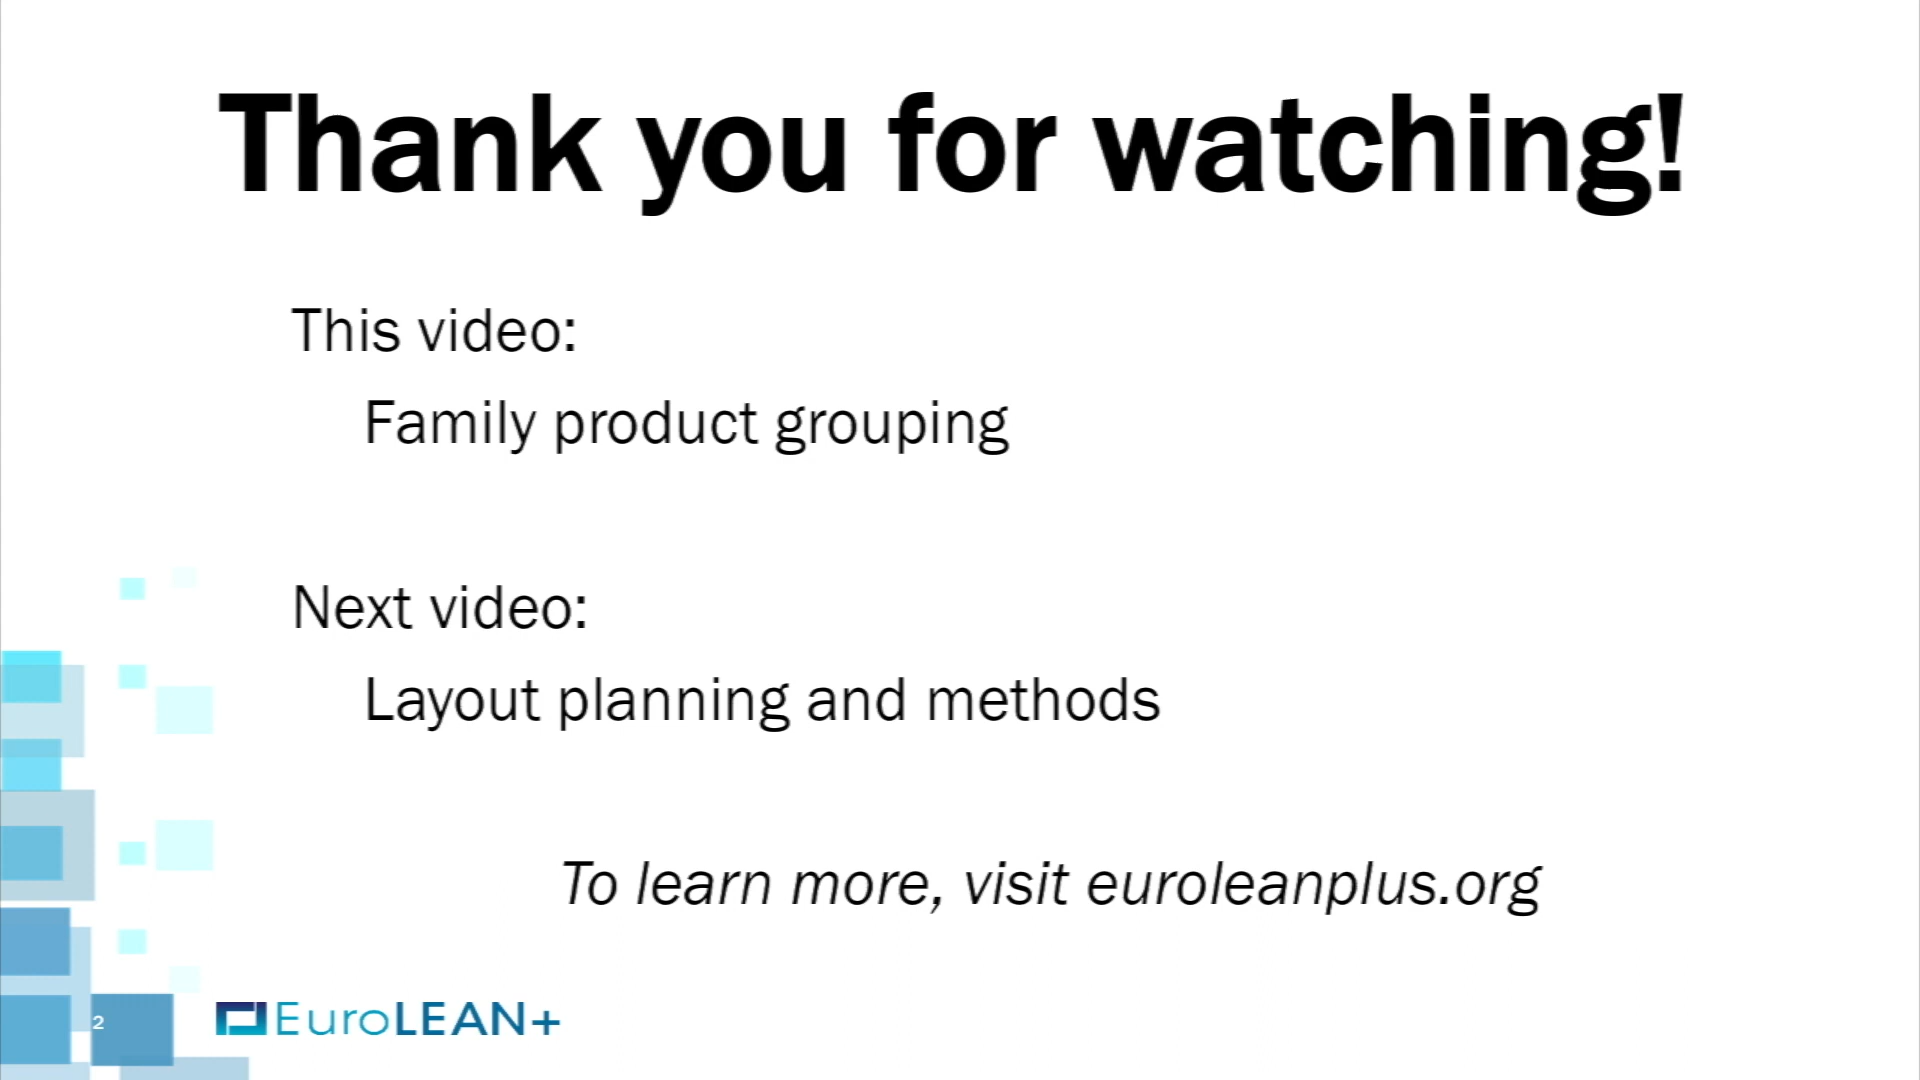 Thank you for watching!
This video:
Family product grouping
Next video:
Layout planning and methods
To learn more, visit euroleanplus.org
2
EuroLEAN+